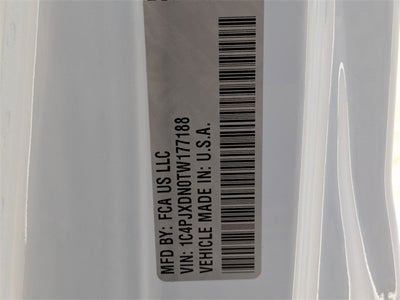 MFD BY: FCA US LLC
VIN: 1C4PJXDN0TW177188
VEHICLE MADE IN: U.S.A.